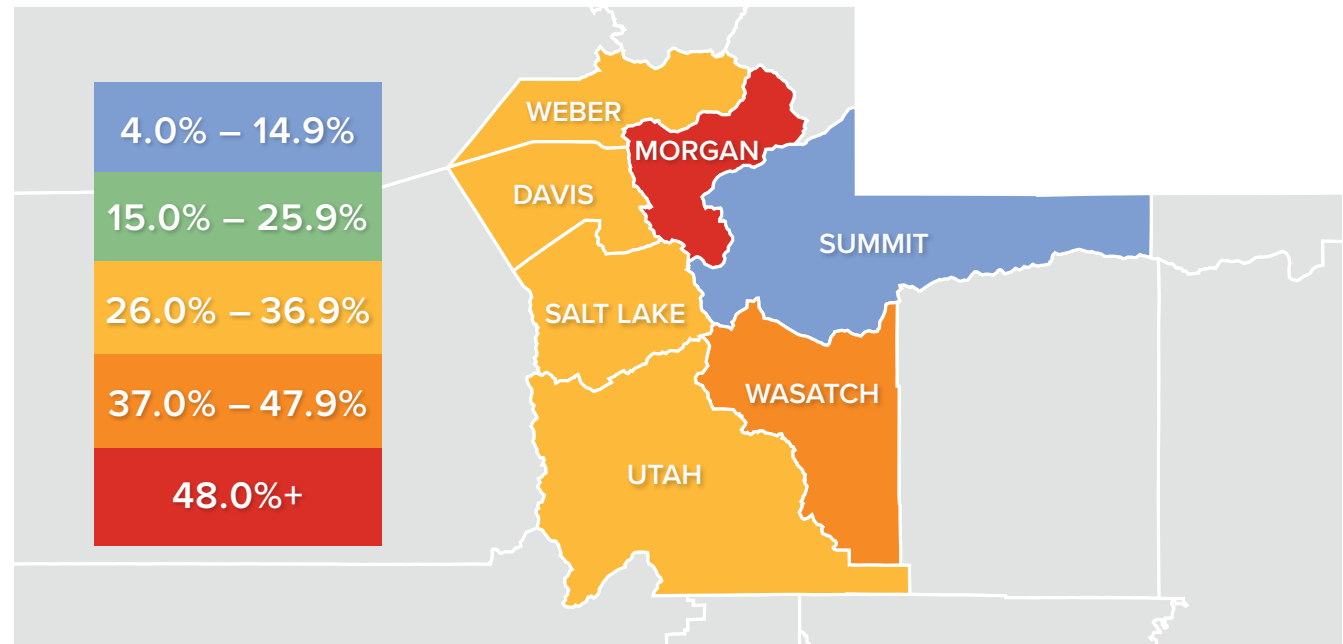 4.0% – 14.9%
15.0% – 25.9%
26.0% – 36.9%
37.0% – 47.9%
48.0%+
WEBER
MORGAN
DAVIS
SUMMIT
SALT LAKE
WASATCH
UTAH